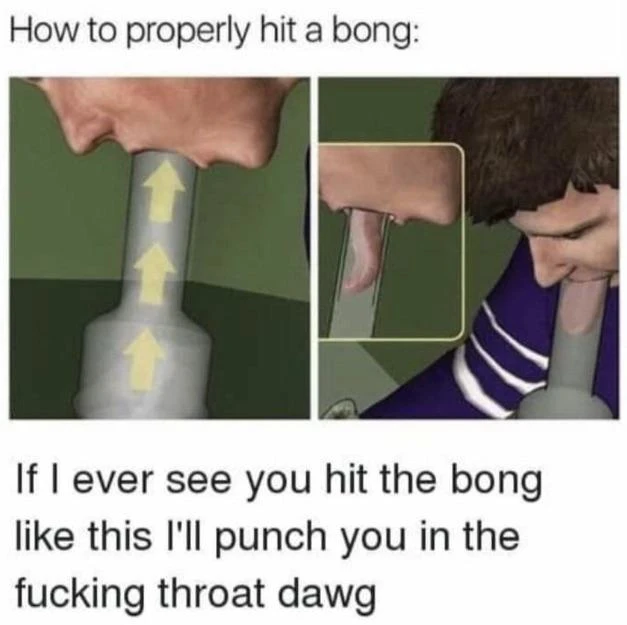 How to properly hit a bong:
If I ever see you hit the bong
like this I'll punch you in the
fucking throat dawg